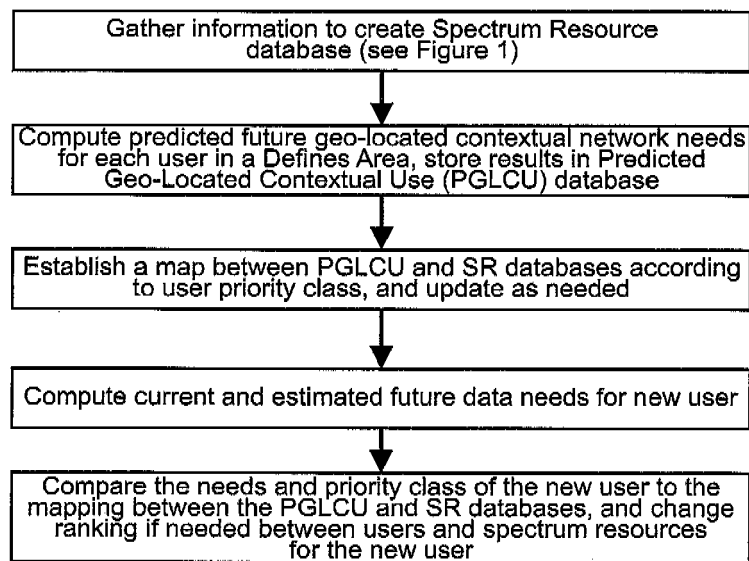 Gather information to create Spectrum Resource
database (see Figure 1)
Compute predicted future geo-located contextual network needs
for each user in a Defines Area, store results in Predicted
Geo-Located Contextual Use (PGLCU) database
Establish a map between PGLCU and SR databases according
to user priority class, and update as needed
Compute current and estimated future data needs for new user
Compare the needs and priority class of the new user to the
mapping between the PGLCU and SR databases, and change
ranking if needed between users and spectrum resources
for the new user